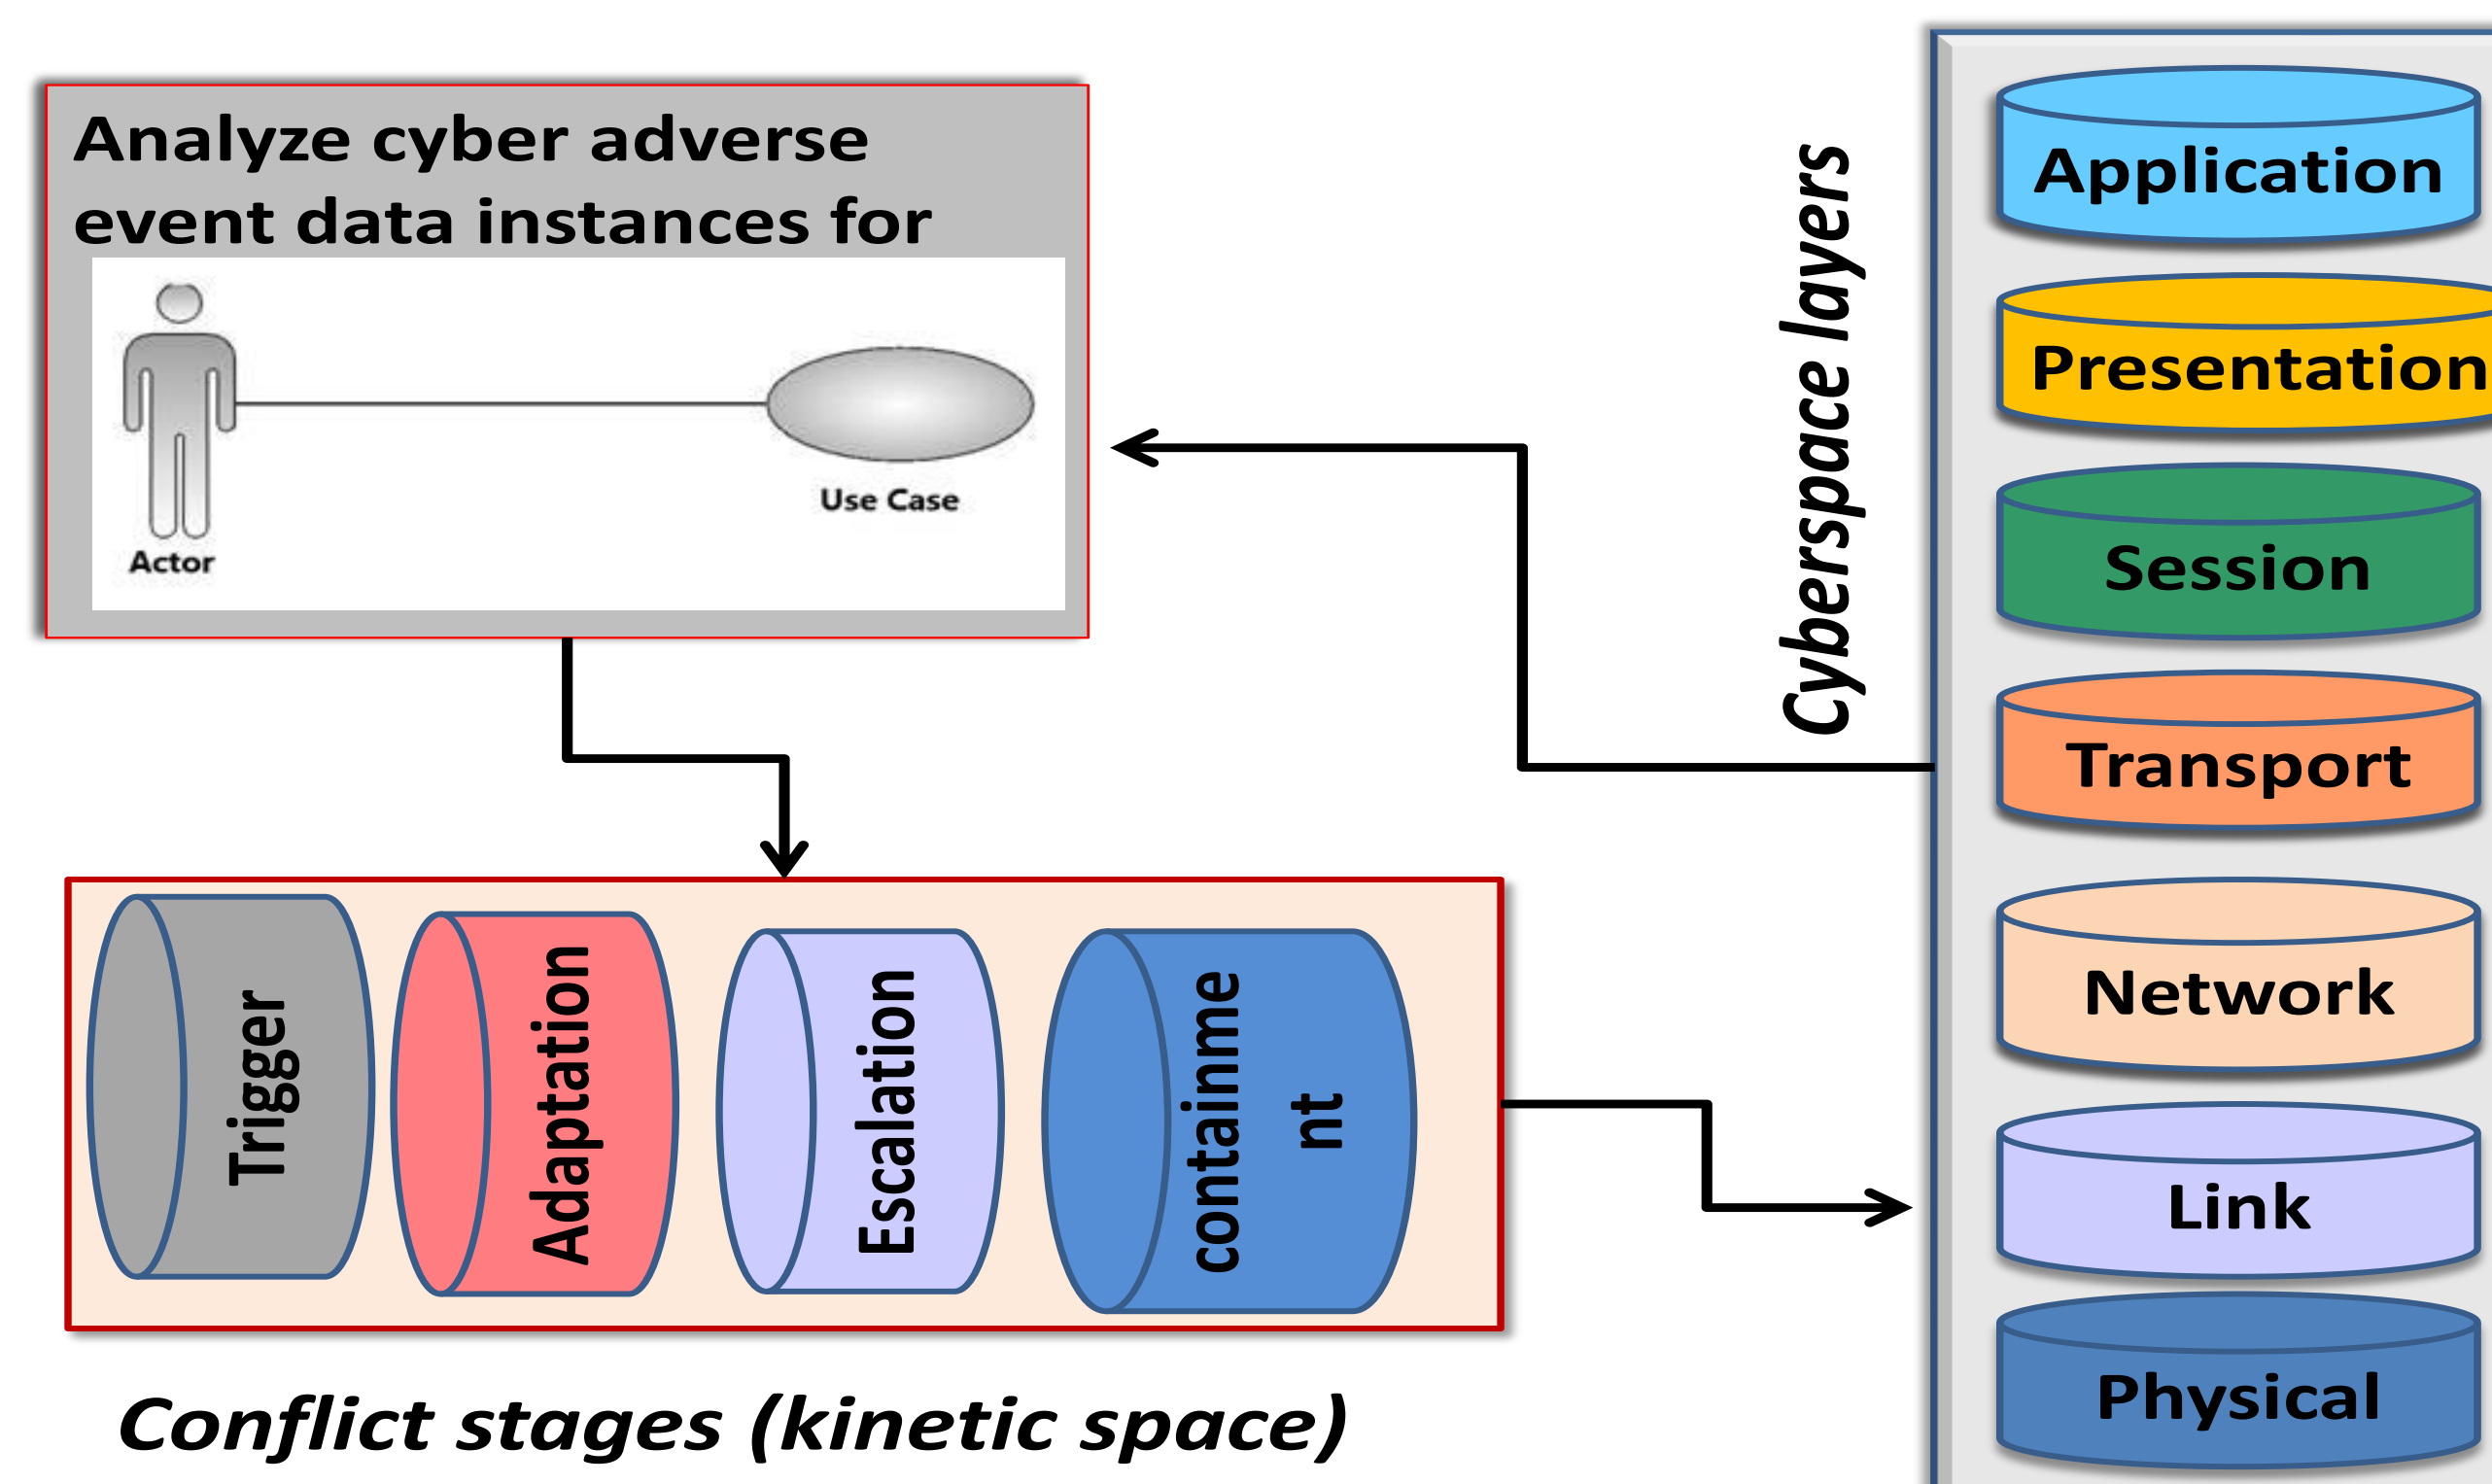 Analyze cyber adverse
event data instances for
Actor
Use Case
Cyberspace layers
Application
Presentation
Session
Transport
Network
Link
Physical
Trigger
Adaptation
Escalation
containme
nt
Conflict stages (kinetic space)